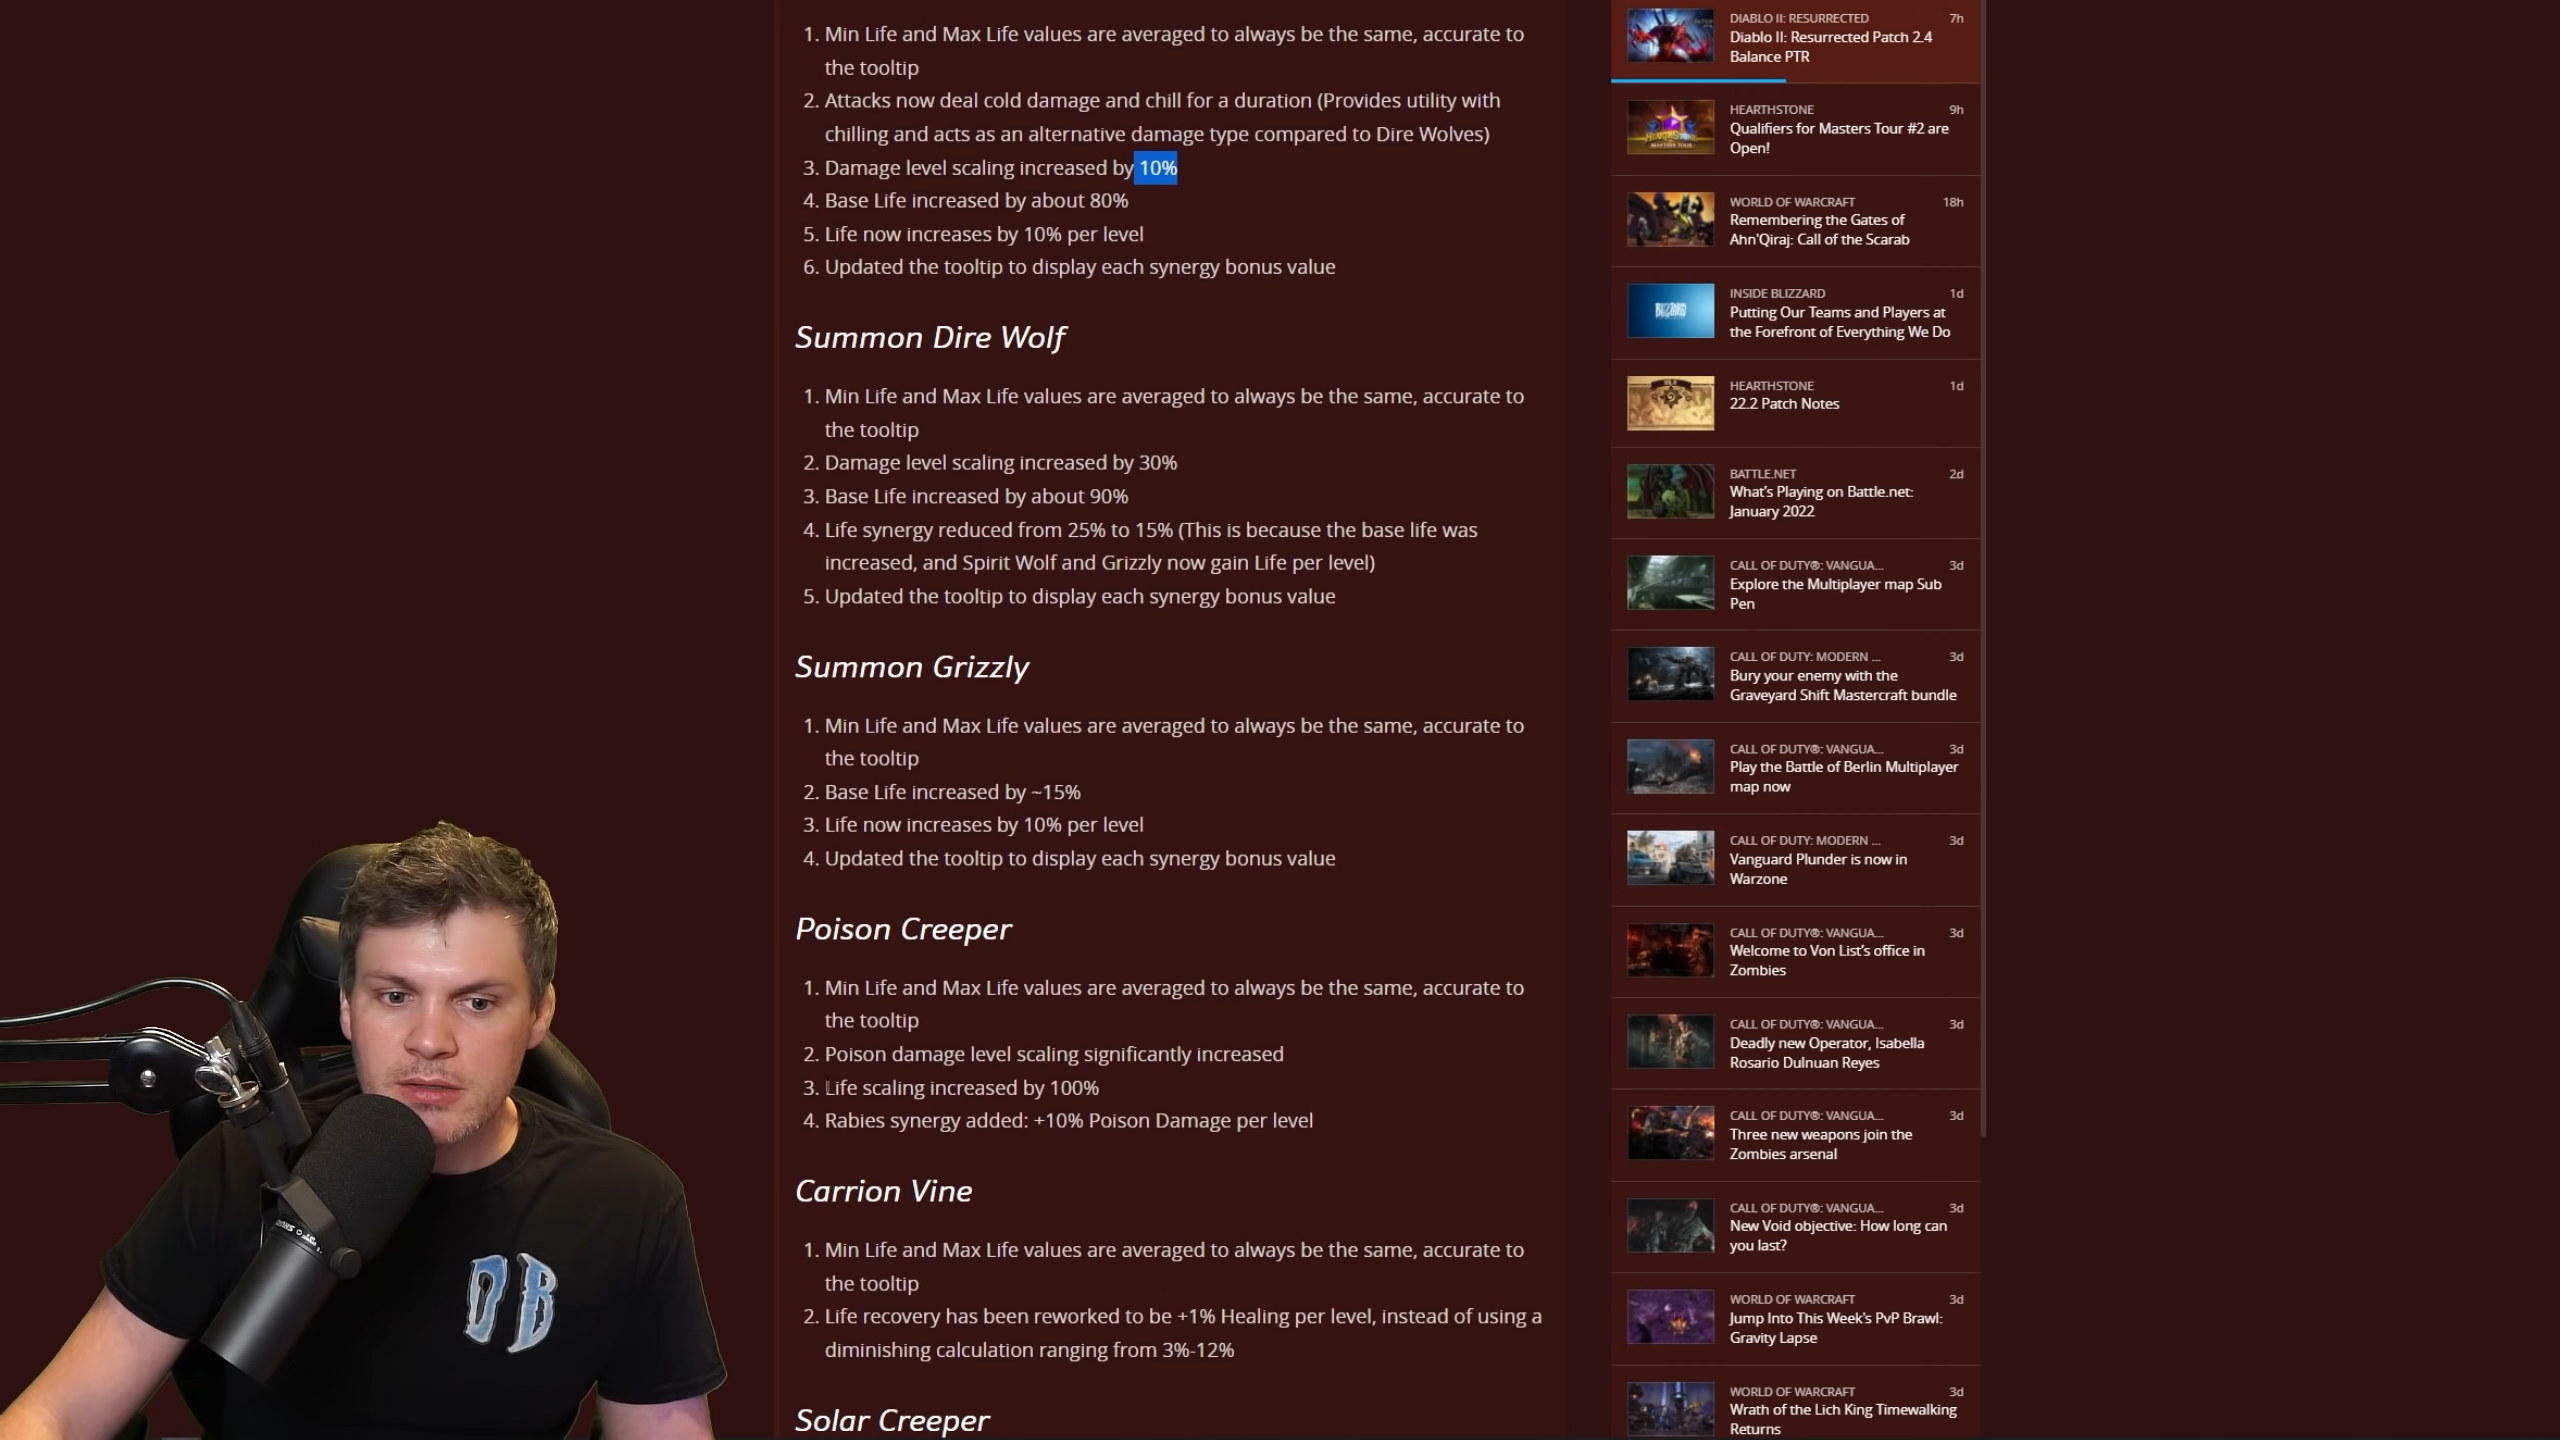 1. Min Life and Max Life values are averaged to always be the same, accurate to
the tooltip
2. Attacks now deal cold damage and chill for a duration (Provides utility with
chilling and acts as an alternative damage type compared to Dire Wolves)
3. Damage level scaling increased by 10%
4. Base Life increased by about 80%
5. Life now increases by 10% per level
6. Updated the tooltip to display each synergy bonus value
Summon Dire Wolf
1. Min Life and Max Life values are averaged to always be the same, accurate to
the tooltip
2. Damage level scaling increased by 30%
3. Base Life increased by about 90%
4. Life synergy reduced from 25% to 15% (This is because the base life was
increased, and Spirit Wolf and Grizzly now gain Life per level)
5. Updated the tooltip to display each synergy bonus value
Summon Grizzly
1. Min Life and Max Life values are averaged to always be the same, accurate to
the tooltip
2. Base Life increased by ~15%
3. Life now increases by 10% per level
4. Updated the tooltip to display each synergy bonus value
Poison Creeper
1. Min Life and Max Life values are averaged to always be the same, accurate to
the tooltip
2. Poison damage level scaling significantly increased
3. Life scaling increased by 100%
4. Rabies synergy added: +10% Poison Damage per level
Carrion Vine
1. Min Life and Max Life values are averaged to always be the same, accurate to
the tooltip
2. Life recovery has been reworked to be +1% Healing per level, instead of using a
diminishing calculation ranging from 3%-12%
Solar Creeper
DIABLO II: RESURRECTED 7h
Diablo II: Resurrected Patch 2.4
Balance PTR
HEARTHSTONE 9h
Qualifiers for Masters Tour #2 are
Open!
WORLD OF WARCRAFT 18h
Remembering the Gates of
Ahn'Qiraj: Call of the Scarab
INSIDE BLIZZARD 1d
Putting Our Teams and Players at
the Forefront of Everything We Do
HEARTHSTONE 1d
22.2 Patch Notes
BATTLE.NET 2d
What's Playing on Battle.net:
January 2022
CALL OF DUTY®: VANGUA... 3d
Explore the Multiplayer map Sub
Pen
CALL OF DUTY: MODERN ... 3d
Bury your enemy with the
Graveyard Shift Mastercraft bundle
CALL OF DUTY®: VANGUA... 3d
Play the Battle of Berlin Multiplayer
map now
CALL OF DUTY: MODERN ... 3d
Vanguard Plunder is now in
Warzone
CALL OF DUTY®: VANGUA... 3d
Welcome to Von List's office in
Zombies
CALL OF DUTY®: VANGUA... 3d
Deadly new Operator, Isabella
Rosario Dulnuan Reyes
CALL OF DUTY®: VANGUA... 3d
Three new weapons join the
Zombies arsenal
CALL OF DUTY®: VANGUA... 3d
New Void objective: How long can
you last?
WORLD OF WARCRAFT 3d
Jump Into This Week's PvP Brawl:
Gravity Lapse
WORLD OF WARCRAFT 3d
Wrath of the Lich King Timewalking
Returns
BLIZZARD
DB